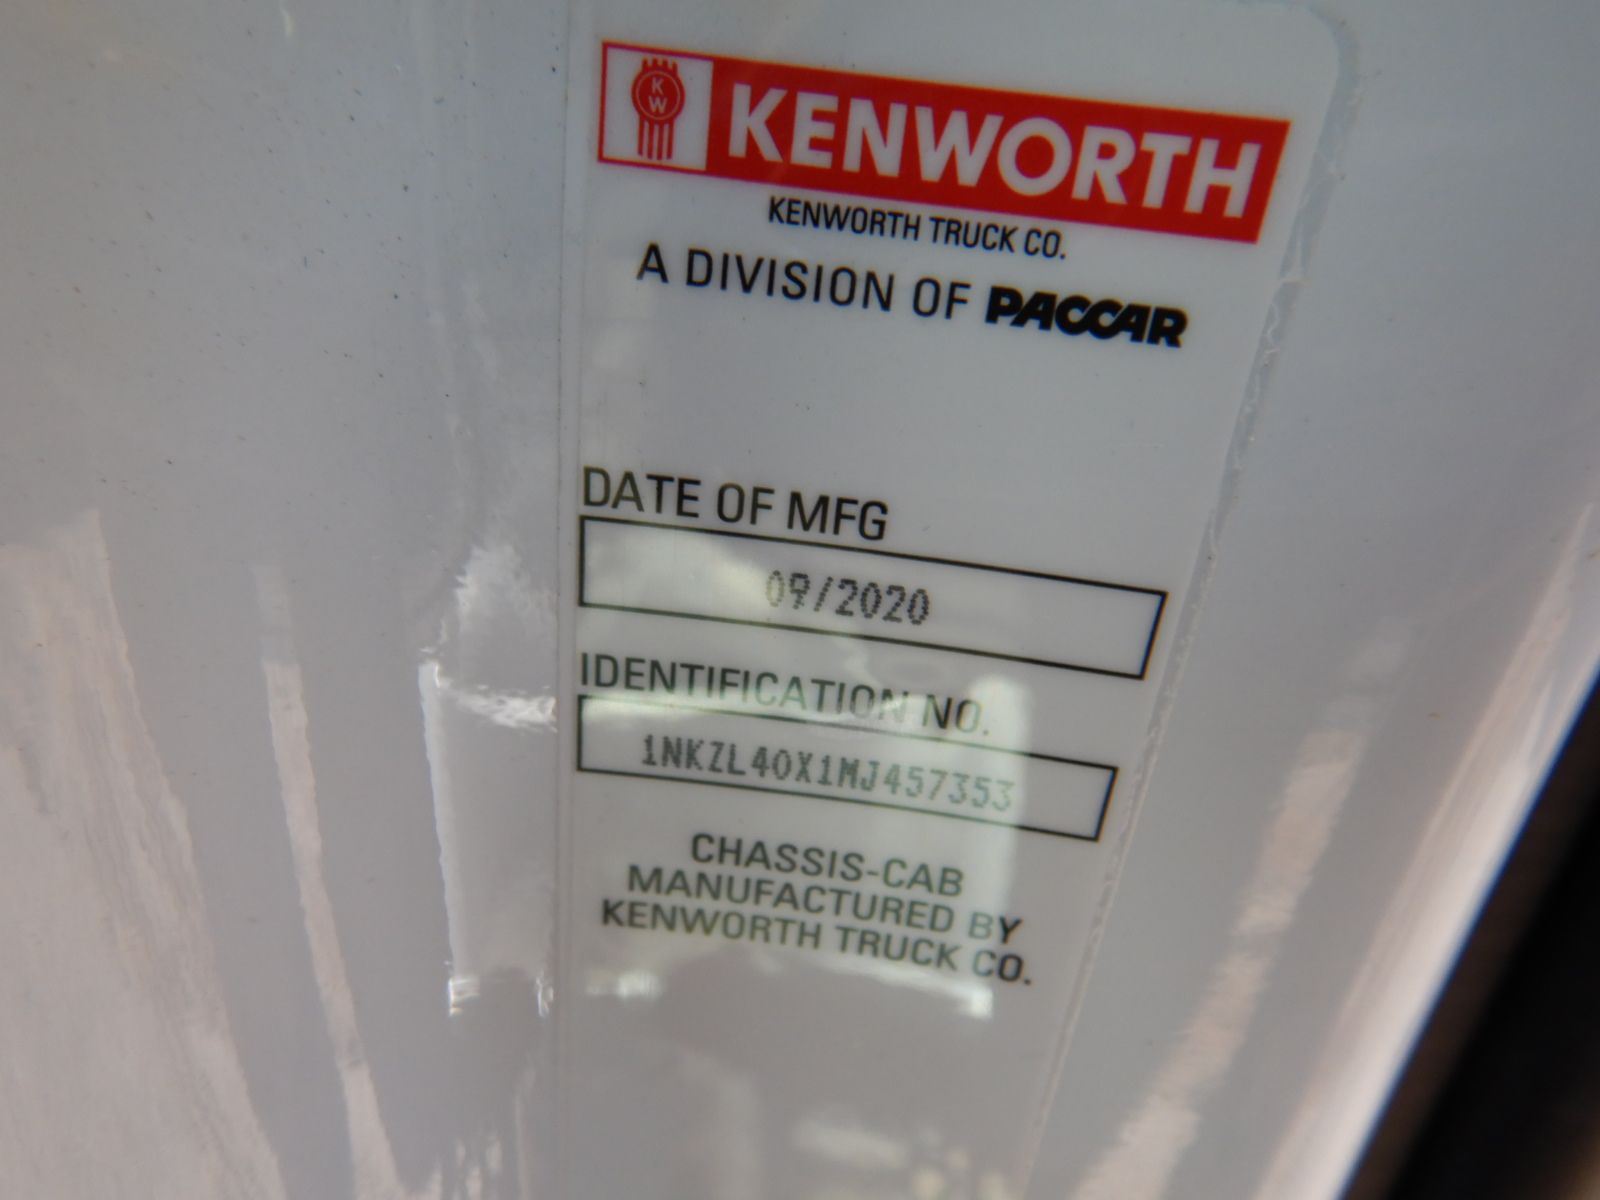 KW
KENWORTH
KENWORTH TRUCK CO.
A DIVISION OF PACCAR
DATE OF MFG
09/2020
IDENTIFICATION NO.
1NKZL40X1MJ457353
CHASSIS-CAB
MANUFACTURED BY
KENWORTH TRUCK CO.